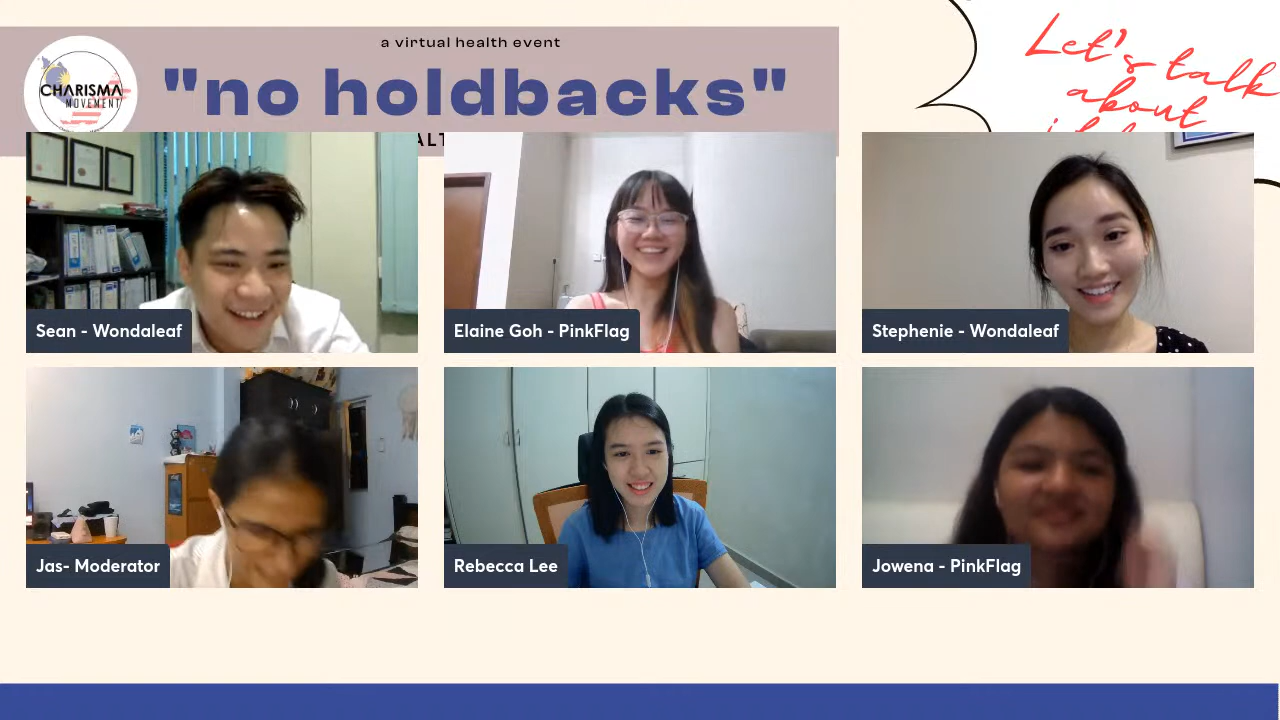 a virtual health event
"no holdbacks"
CHARISMA
MOVEMENT
Let's talk
about
Sean - Wondaleaf
Elaine Goh - PinkFlag
Stephenie - Wondaleaf
Jas- Moderator
Rebecca Lee
Jowena - PinkFlag